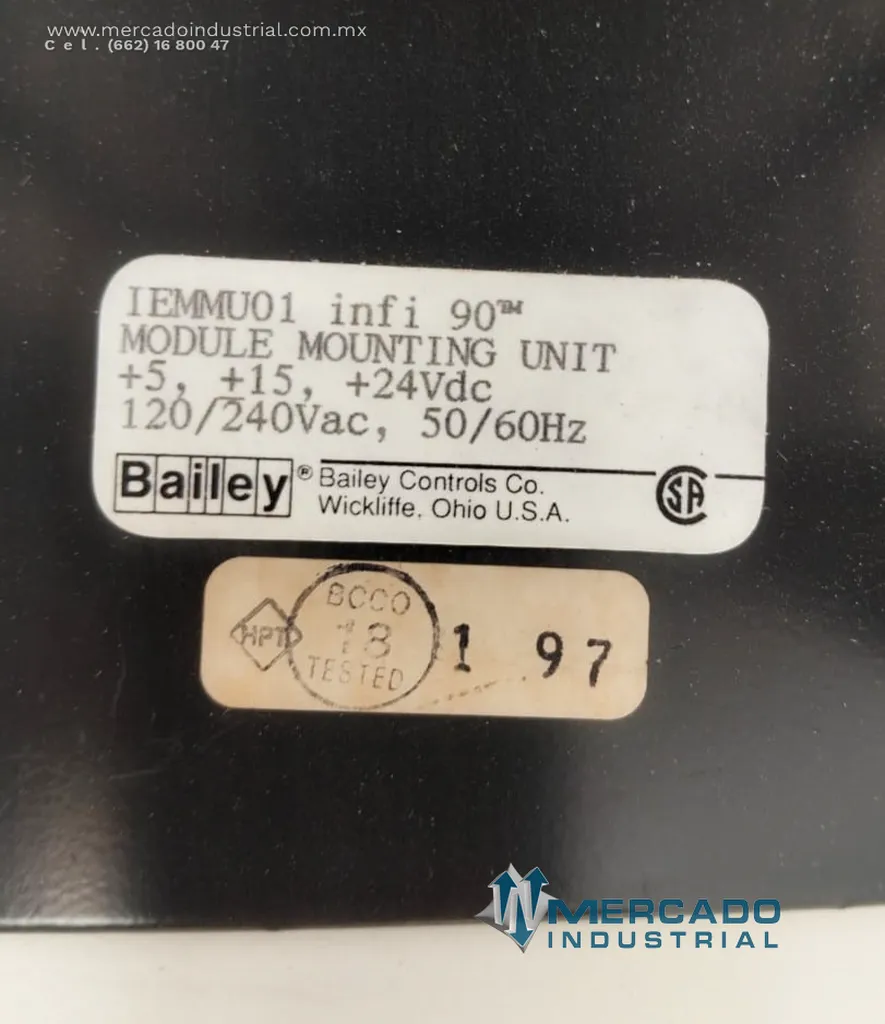 www.mercadoindustrial.com.mx
Cel. (662) 16 800 47
IEMMU01 infi 90™
MODULE MOUNTING UNIT
+5, ±15, +24Vdc
120/240Vac, 50/60Hz
Bailey® Bailey Controls Co.
Wickliffe, Ohio U.S.A.
SA
BCCO
HPT 18 1 97
TESTED
MERCADO
INDUSTRIAL